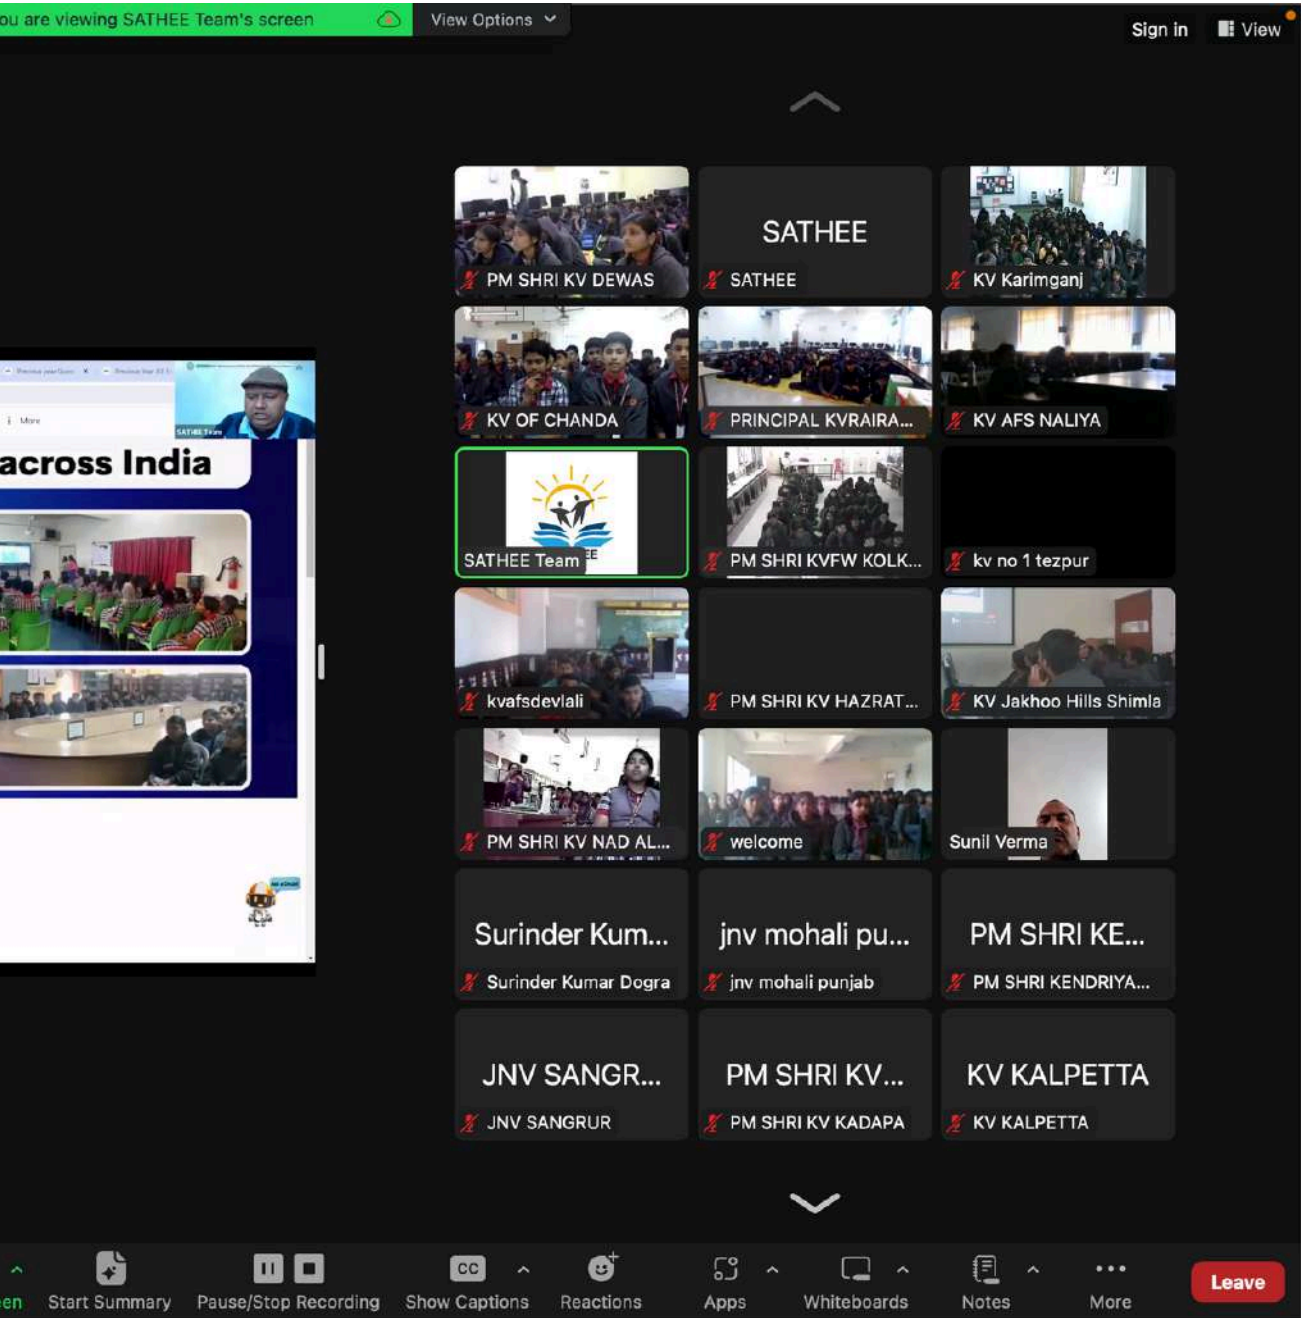 ou are viewing SATHEE Team's screen
View Options
Sign in
View
More
SATHEE Team
across India
PM SHRI KV DEWAS
SATHEE
SATHEE
KV Karimganj
KV OF CHANDA
PRINCIPAL KVRAIRA...
KV AFS NALIYA
SATHEE Team
EE
PM SHRI KVFW KOLK...
kv no 1 tezpur
kvafsdevlali
PM SHRI KV HAZRAT...
KV Jakhoo Hills Shimla
PM SHRI KV NAD AL...
welcome
Sunil Verma
Surinder Kum...
Surinder Kumar Dogra
jnv mohali pu...
jnv mohali punjab
PM SHRI KE...
PM SHRI KENDRIYA...
JNV SANGR...
JNV SANGRUR
PM SHRI KV...
PM SHRI KV KADAPA
KV KALPETTA
KV KALPETTA
een
Start Summary
Pause/Stop Recording
CC
Show Captions
Reactions
Apps
Whiteboards
Notes
More
Leave